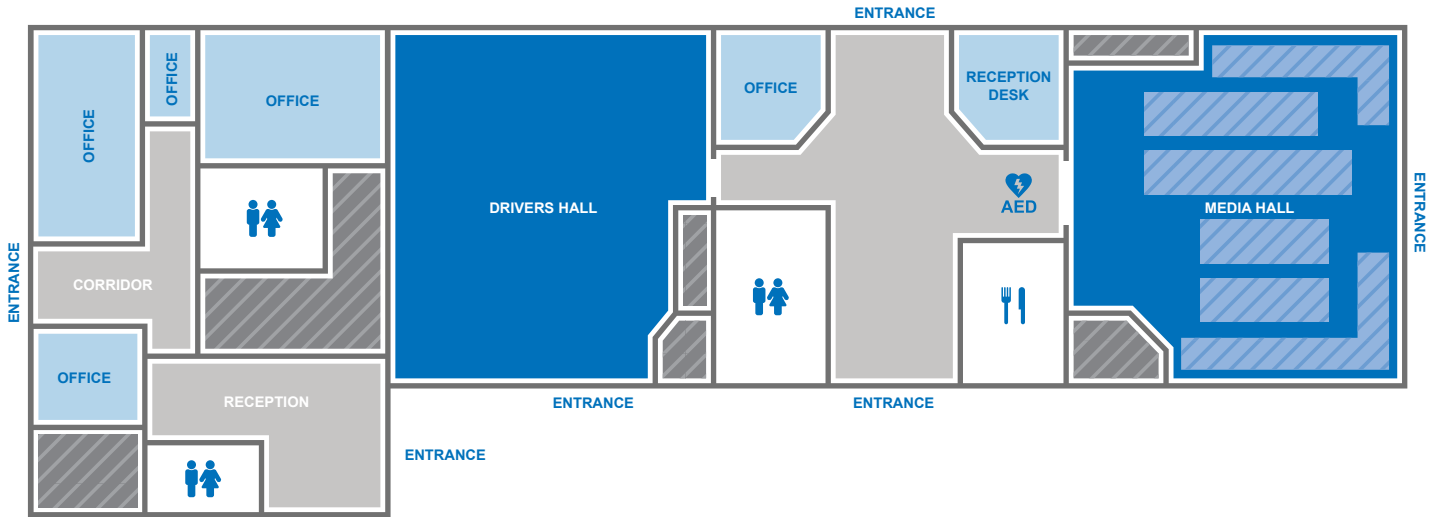 ENTRANCE
OFFICE
OFFICE
OFFICE
OFFICE
RECEPTION
DESK
DRIVERS HALL
AED
MEDIA HALL
ENTRANCE
ENTRANCE
CORRIDOR
OFFICE
RECEPTION
ENTRANCE
ENTRANCE
ENTRANCE